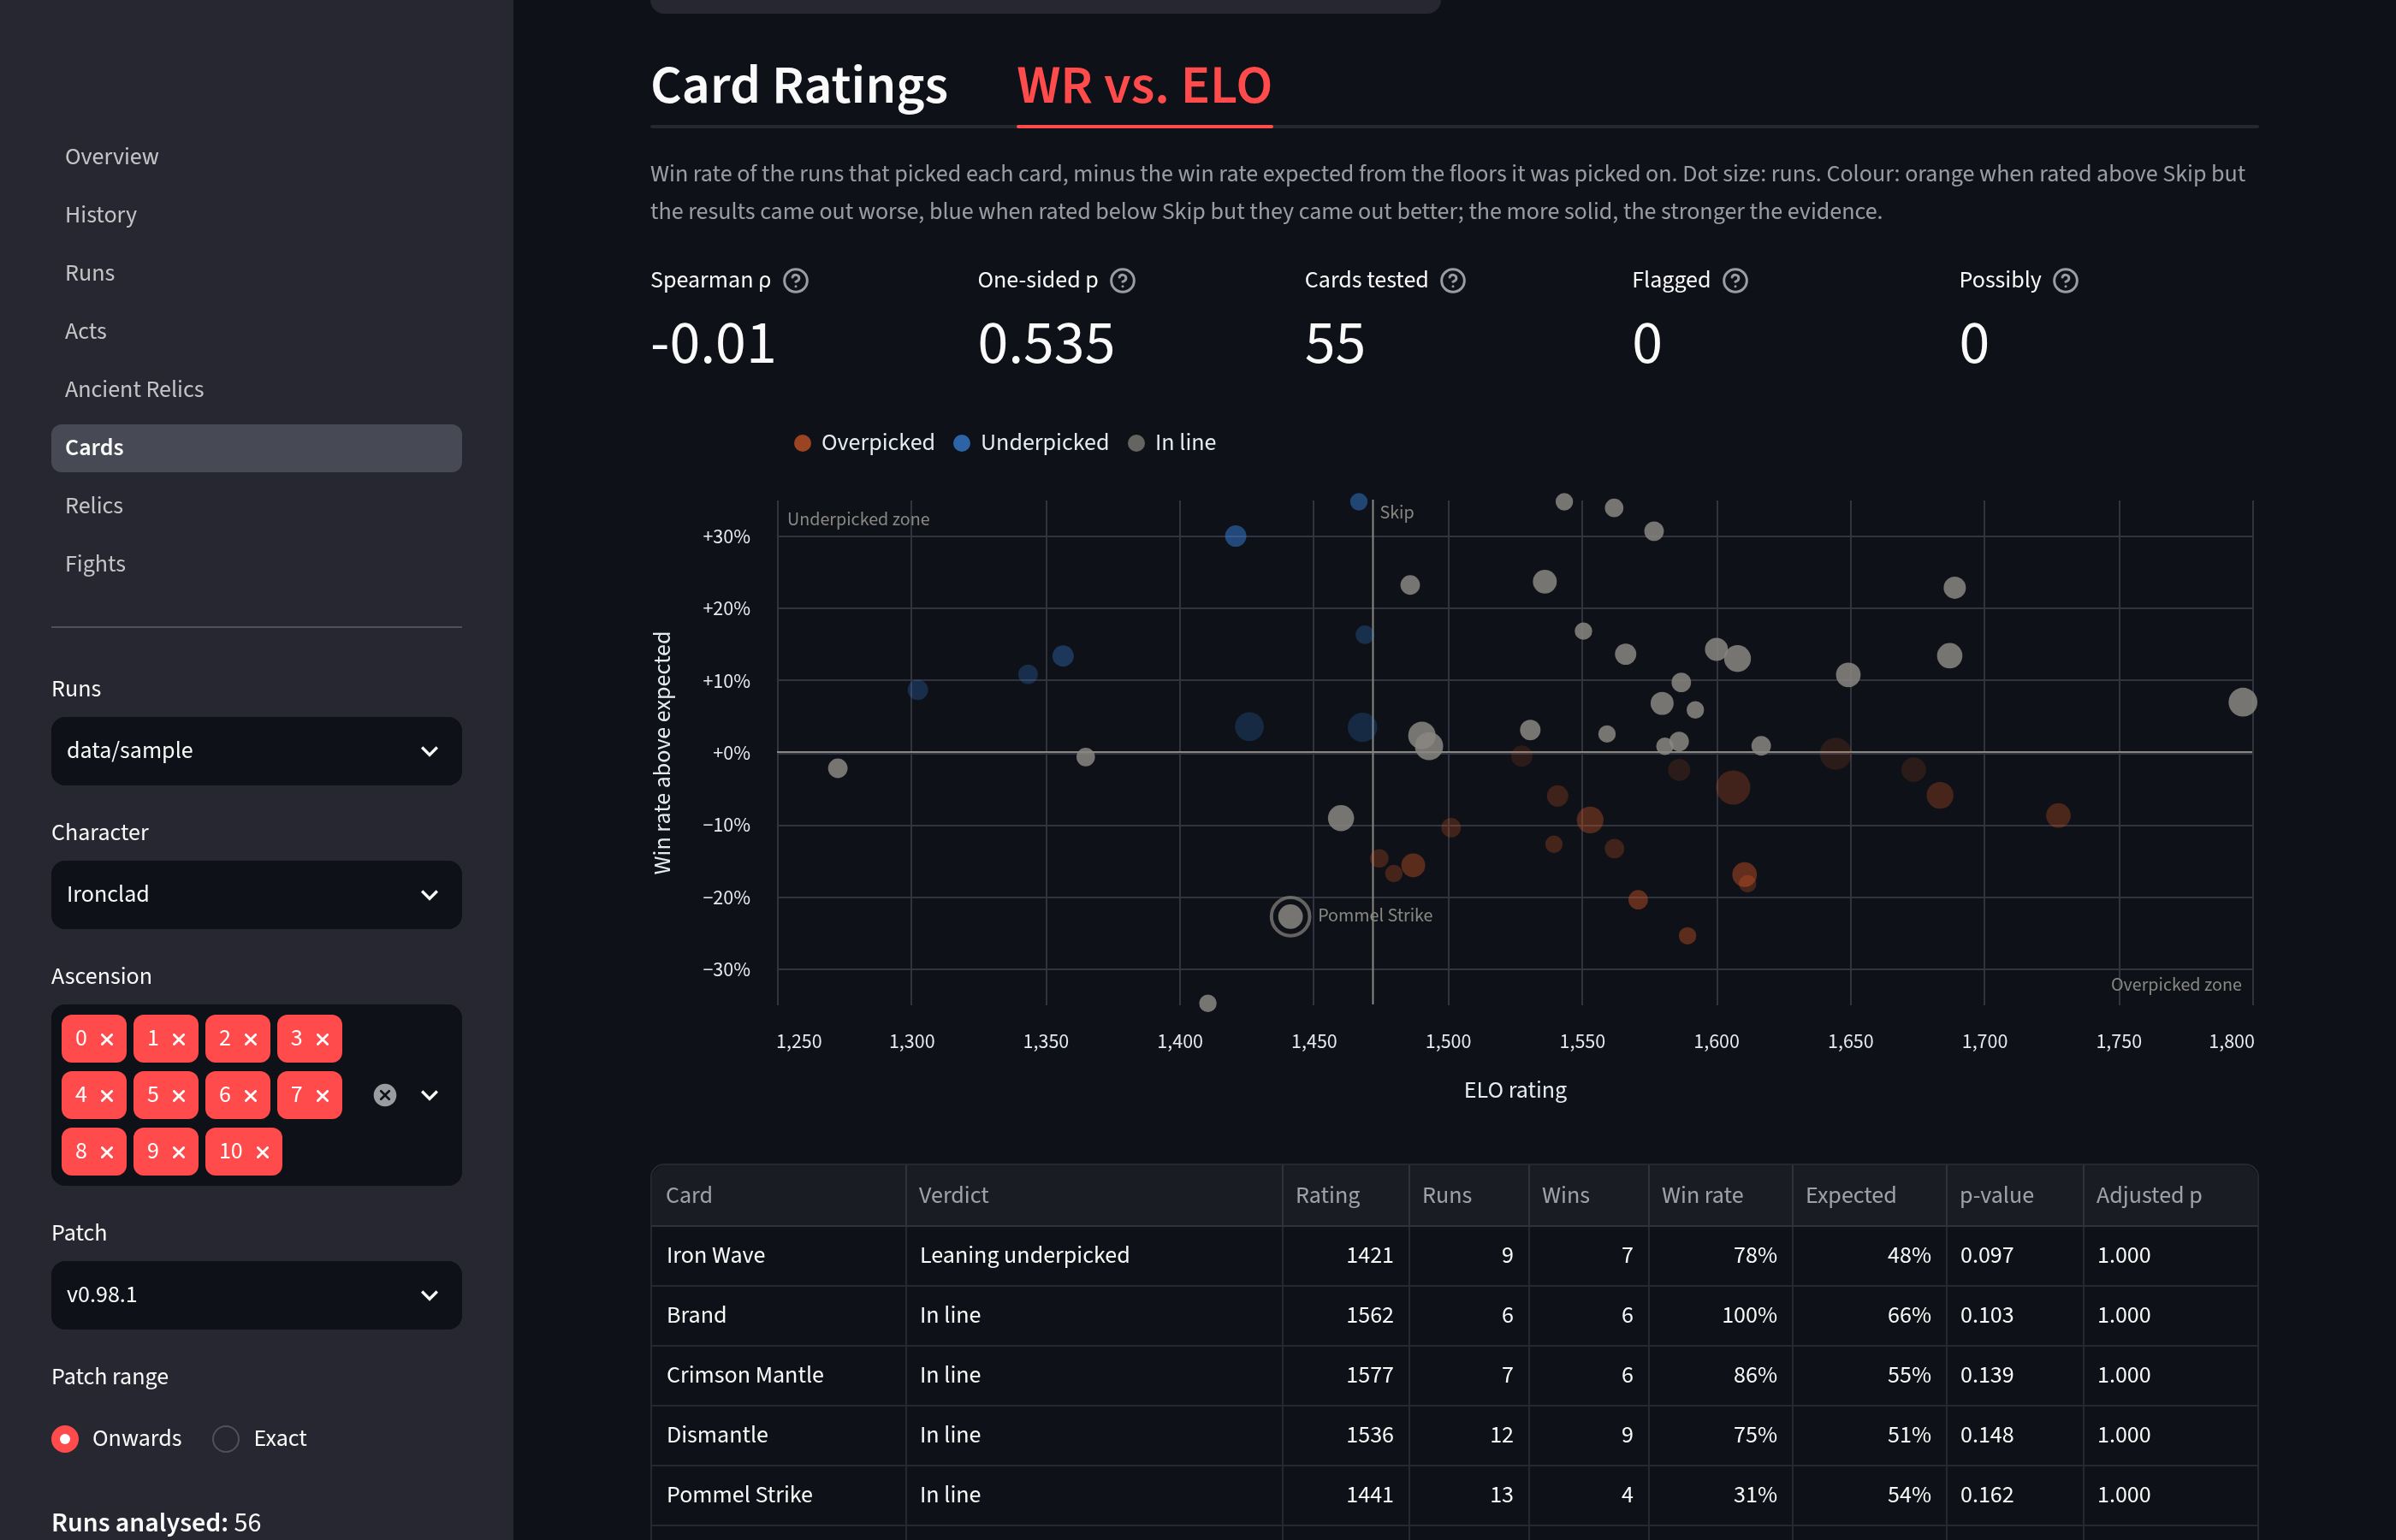 Overview
History
Runs
Acts
Ancient Relics
Cards
Relics
Fights
Runs
data/sample
Character
Ironclad
Ascension
0 1 2 3
4 5 6 7
8 9 10
Patch
v0.98.1
Patch range
Onwards Exact
Runs analysed: 56
Card Ratings WR vs. ELO
Win rate of the runs that picked each card, minus the win rate expected from the floors it was picked on. Dot size: runs. Colour: orange when rated above Skip but
the results came out worse, blue when rated below Skip but they came out better; the more solid, the stronger the evidence.
Spearman ρ One-sided p Cards tested Flagged Possibly
-0.01 0.535 55 0 0
Overpicked Underpicked In line
Underpicked zone
Skip
+30%
+20%
+10%
+0%
−10%
−20%
−30%
Win rate above expected
Pommel Strike
Overpicked zone
1,250 1,300 1,350 1,400 1,450 1,500 1,550 1,600 1,650 1,700 1,750 1,800
ELO rating
Card Verdict Rating Runs Wins Win rate Expected p-value Adjusted p
Iron Wave Leaning underpicked 1421 9 7 78% 48% 0.097 1.000
Brand In line 1562 6 6 100% 66% 0.103 1.000
Crimson Mantle In line 1577 7 6 86% 55% 0.139 1.000
Dismantle In line 1536 12 9 75% 51% 0.148 1.000
Pommel Strike In line 1441 13 4 31% 54% 0.162 1.000